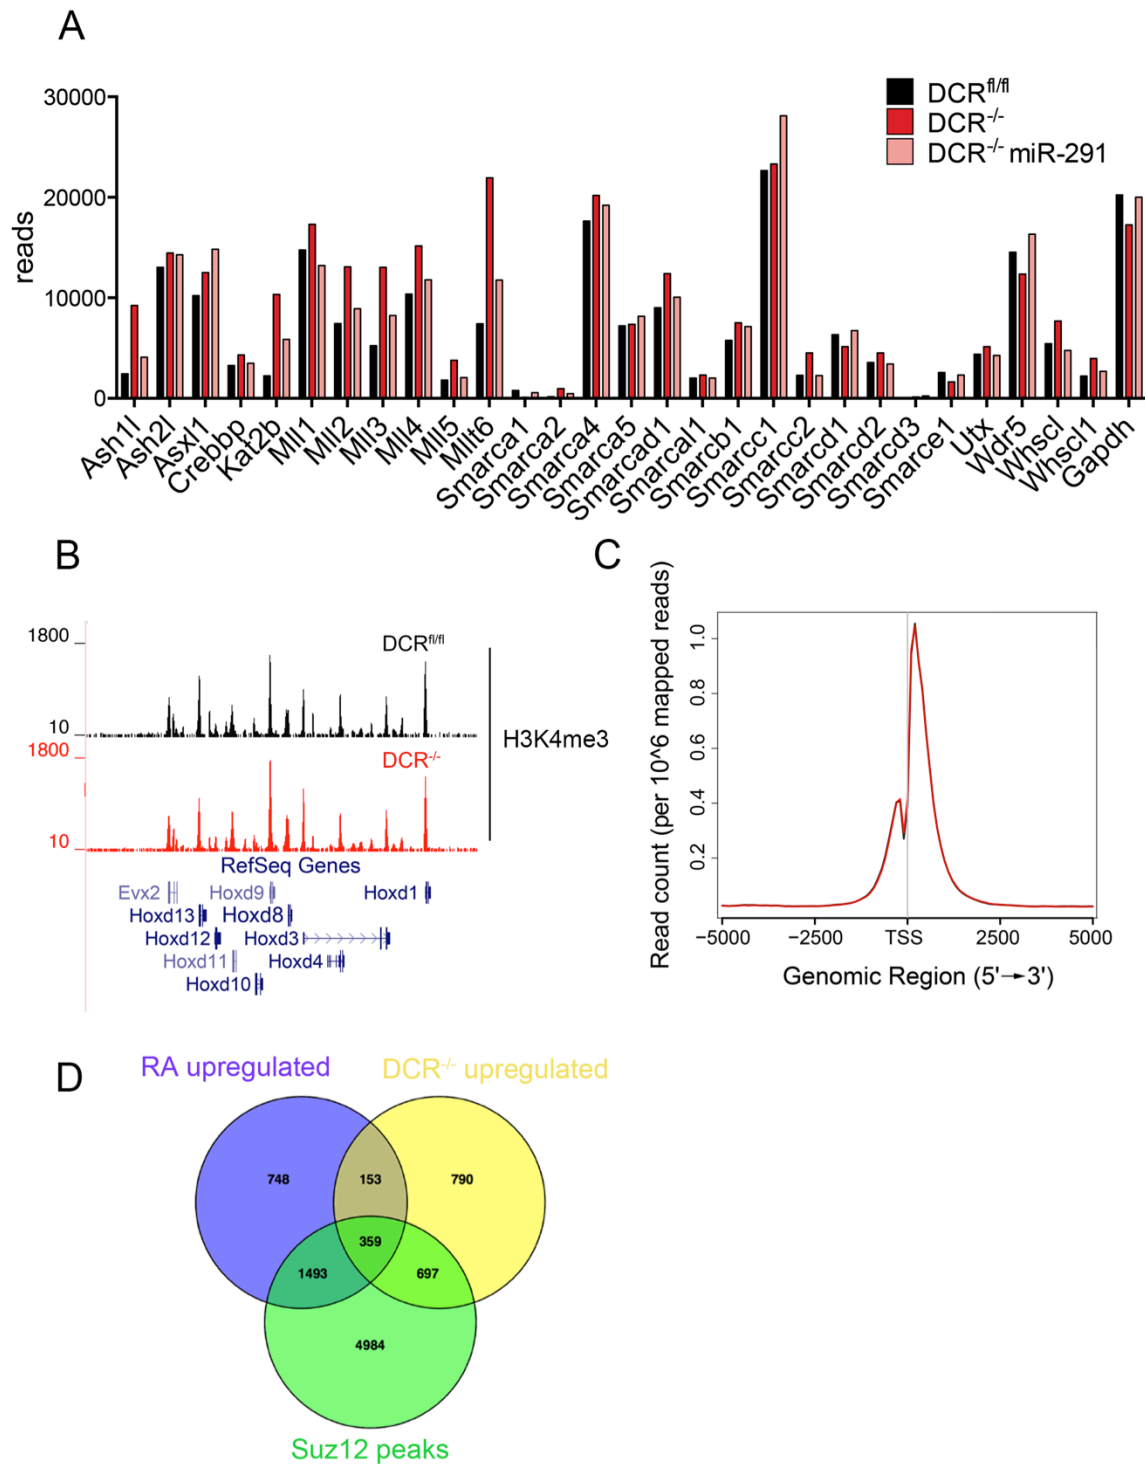 A
30000
20000
10000
0
reads
DCRfl/fl
DCR-/-
DCR-/- miR-291
Ash1l
Ash2l
Asxl1
Crebbp
Kat2b
Mll1
Mll2
Mll3
Mll4
Mll5
Mllt6
Smarca1
Smarca2
Smarca4
Smarca5
Smarcad1
Smarcal1
Smarcb1
Smarcc1
Smarcc2
Smarcd1
Smarcd2
Smarcd3
Smarce1
Utx
Wdr5
Whscl
Whscl1
Gapdh
B
1800
10
DCRfl/fl
1800
10
DCR-/-
H3K4me3
RefSeq Genes
Evx2
Hoxd9
Hoxd1
Hoxd13
Hoxd8
Hoxd12
Hoxd3
Hoxd11
Hoxd4
Hoxd10
C
Read count (per 10^6 mapped reads)
1.0
0.8
0.6
0.4
0.2
−5000
−2500
TSS
2500
5000
Genomic Region (5'→3')
D
RA upregulated
DCR-/- upregulated
748
153
790
359
1493
697
4984
Suz12 peaks